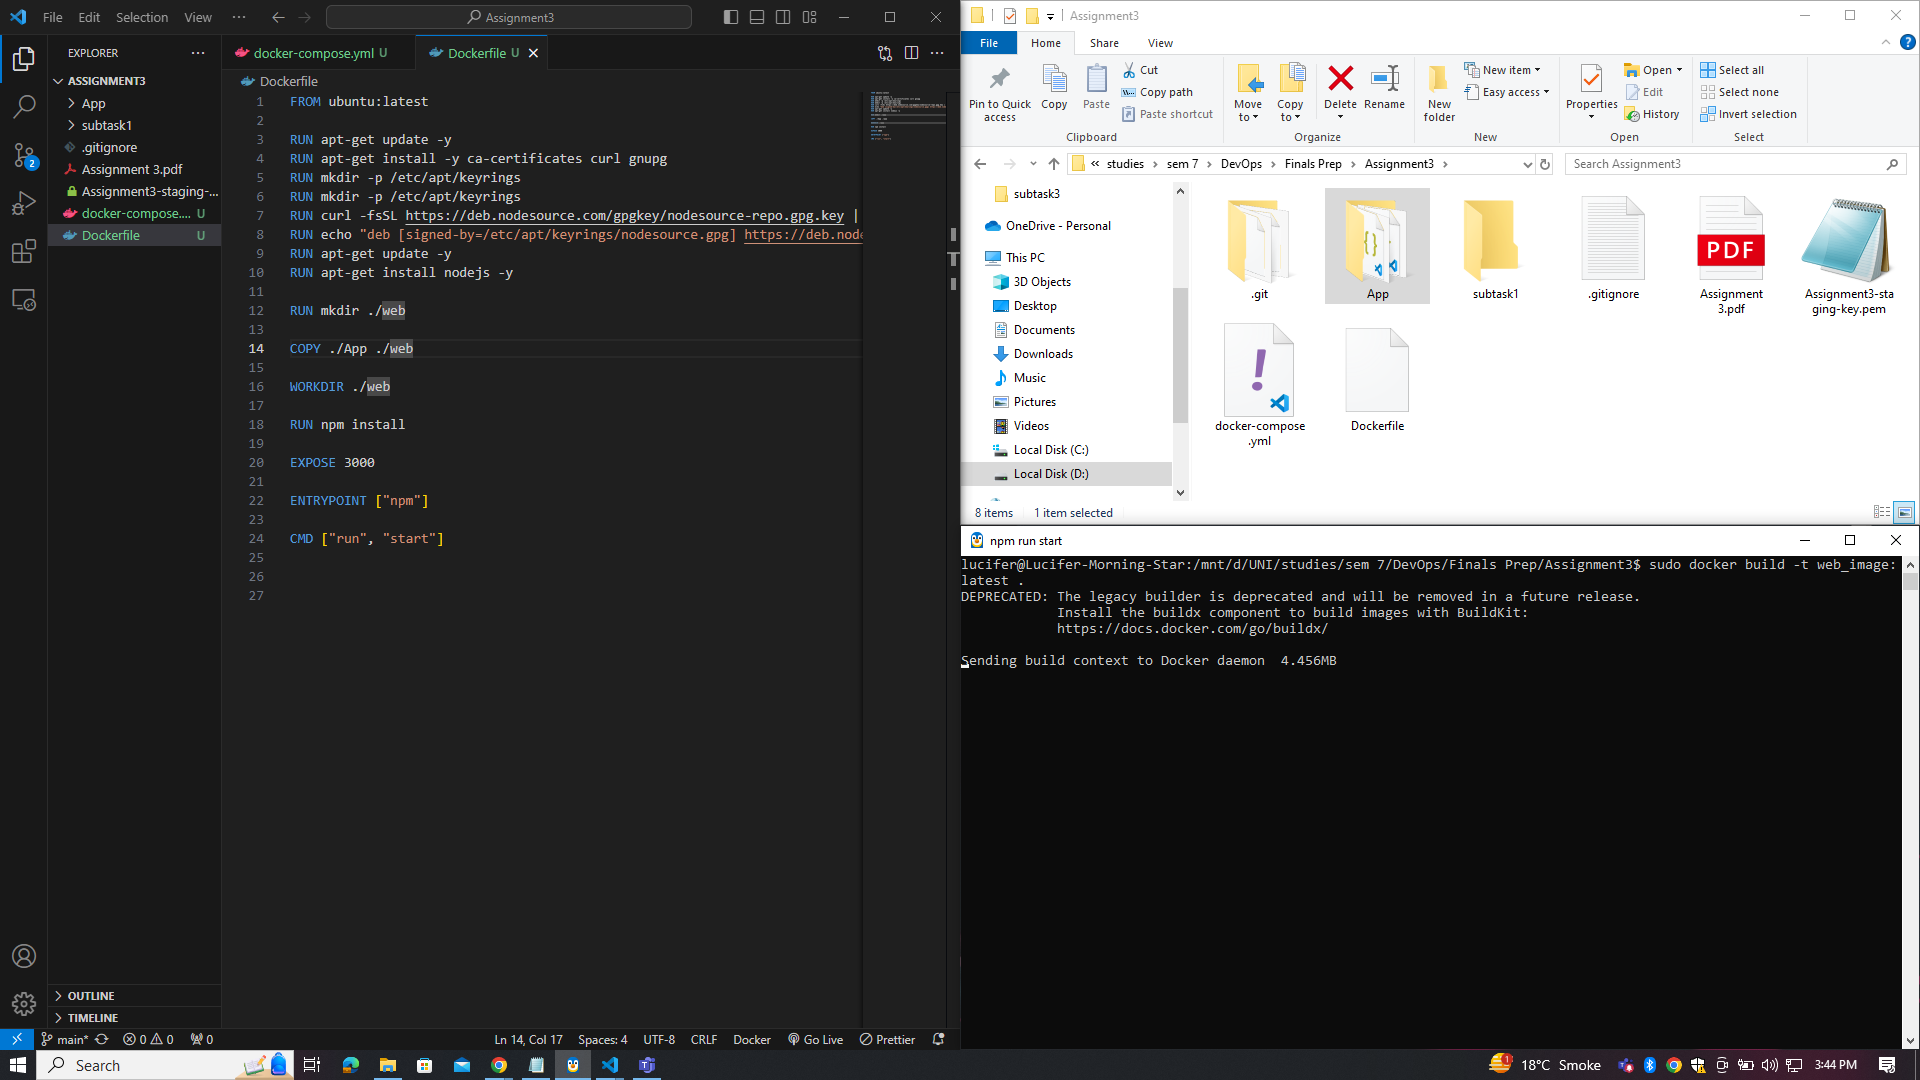 File Edit Selection View ··· Assignment3
EXPLORER
ASSIGNMENT3
App
subtask1
.gitignore
Assignment 3.pdf
Assignment3-staging-...
docker-compose.... U
Dockerfile U
OUTLINE
TIMELINE
docker-compose.yml U Dockerfile U
Dockerfile
1 FROM ubuntu:latest
2
3 RUN apt-get update -y
4 RUN apt-get install -y ca-certificates curl gnupg
5 RUN mkdir -p /etc/apt/keyrings
6 RUN mkdir -p /etc/apt/keyrings
7 RUN curl -fsSL https://deb.nodesource.com/gpgkey/nodesource-repo.gpg.key |
8 RUN echo "deb [signed-by=/etc/apt/keyrings/nodesource.gpg] https://deb.node
9 RUN apt-get update -y
10 RUN apt-get install nodejs -y
11
12 RUN mkdir ./web
13
14 COPY ./App ./web
15
16 WORKDIR ./web
17
18 RUN npm install
19
20 EXPOSE 3000
21
22 ENTRYPOINT ["npm"]
23
24 CMD ["run", "start"]
25
26
27
2
main* 0 0 0 Ln 14, Col 17 Spaces: 4 UTF-8 CRLF Docker Go Live Prettier
Assignment3
File Home Share View
Pin to Quick access
Copy
Paste
Cut
Copy path
Paste shortcut
Clipboard
Move to
Copy to
Delete
Rename
Organize
New folder
New item
Easy access
New
Properties
Open
Edit
History
Open
Select all
Select none
Invert selection
Select
« studies > sem 7 > DevOps > Finals Prep > Assignment3 > Search Assignment3
subtask3
OneDrive - Personal
This PC
3D Objects
Desktop
Documents
Downloads
Music
Pictures
Videos
Local Disk (C:)
Local Disk (D:)
.git
App
subtask1
.gitignore
PDF
Assignment
3.pdf
Assignment3-sta
ging-key.pem
docker-compose
.yml
Dockerfile
8 items 1 item selected
npm run start
lucifer@Lucifer-Morning-Star:/mnt/d/UNI/studies/sem 7/DevOps/Finals Prep/Assignment3$ sudo docker build -t web_image:
latest .
DEPRECATED: The legacy builder is deprecated and will be removed in a future release.
Install the buildx component to build images with BuildKit:
https://docs.docker.com/go/buildx/
Sending build context to Docker daemon 4.456MB
Search
1 18°C Smoke 3:44 PM